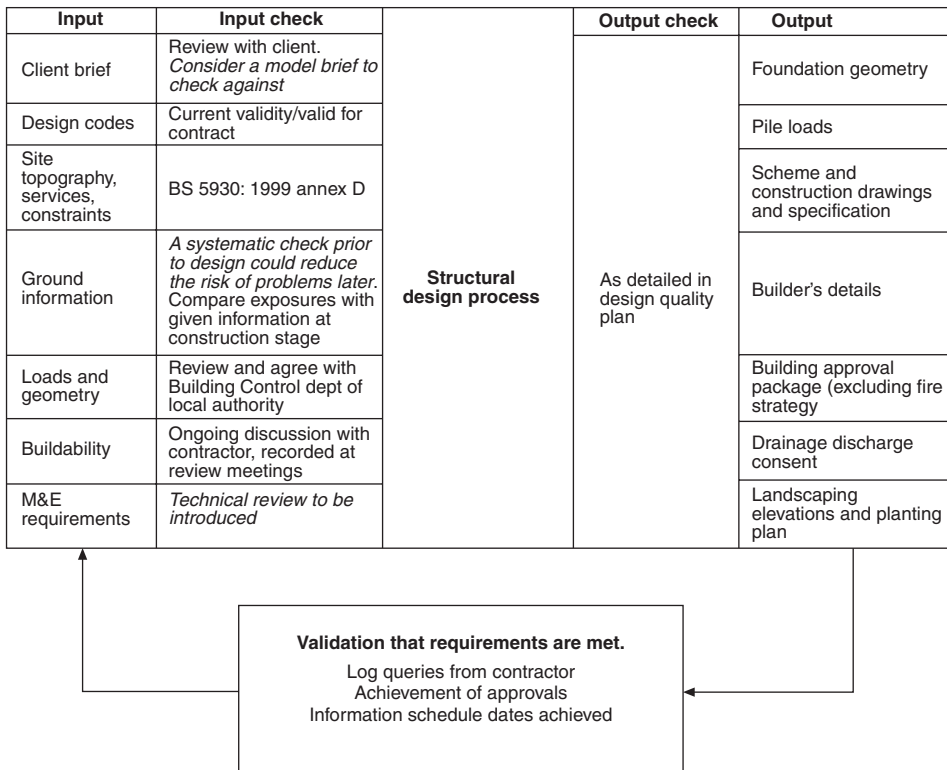 Input
Input check
Output check
Output
Client brief
Review with client.
Consider a model brief to
check against
Foundation geometry
Design codes
Current validity/valid for
contract
Pile loads
Site
topography,
services,
constraints
BS 5930: 1999 annex D
Scheme and
construction drawings
and specification
Ground
information
A systematic check prior
to design could reduce
the risk of problems later.
Compare exposures with
given information at
construction stage
Structural
design process
As detailed in
design quality
plan
Builder's details
Loads and
geometry
Review and agree with
Building Control dept of
local authority
Building approval
package (excluding fire
strategy
Buildability
Ongoing discussion with
contractor, recorded at
review meetings
Drainage discharge
consent
M&E
requirements
Technical review to be
introduced
Landscaping
elevations and planting
plan
Validation that requirements are met.
Log queries from contractor
Achievement of approvals
Information schedule dates achieved